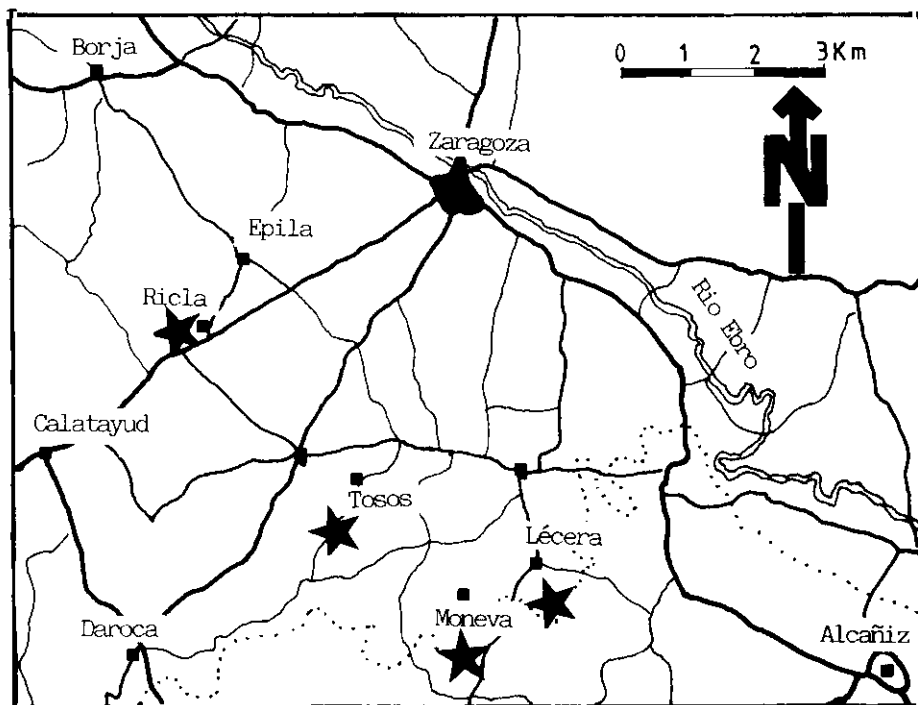 Borja
0 1 2 3Km
Zaragoza
N
Epila
Ricla
Rio Ebro
Calatayud
Tosos
Lécera
Moneva
Daroca
Alcañiz